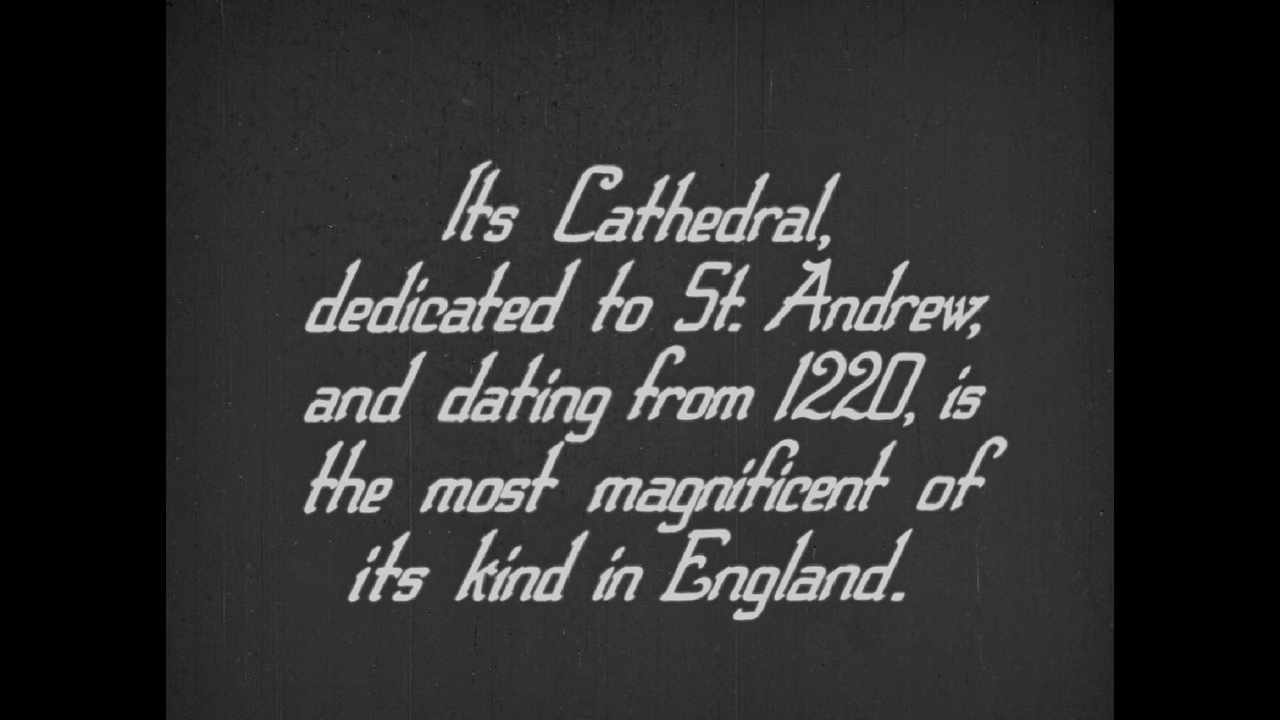 Its Cathedral,
dedicated to St. Andrew,
and dating from 1220, is
the most magnificent of
its kind in England.